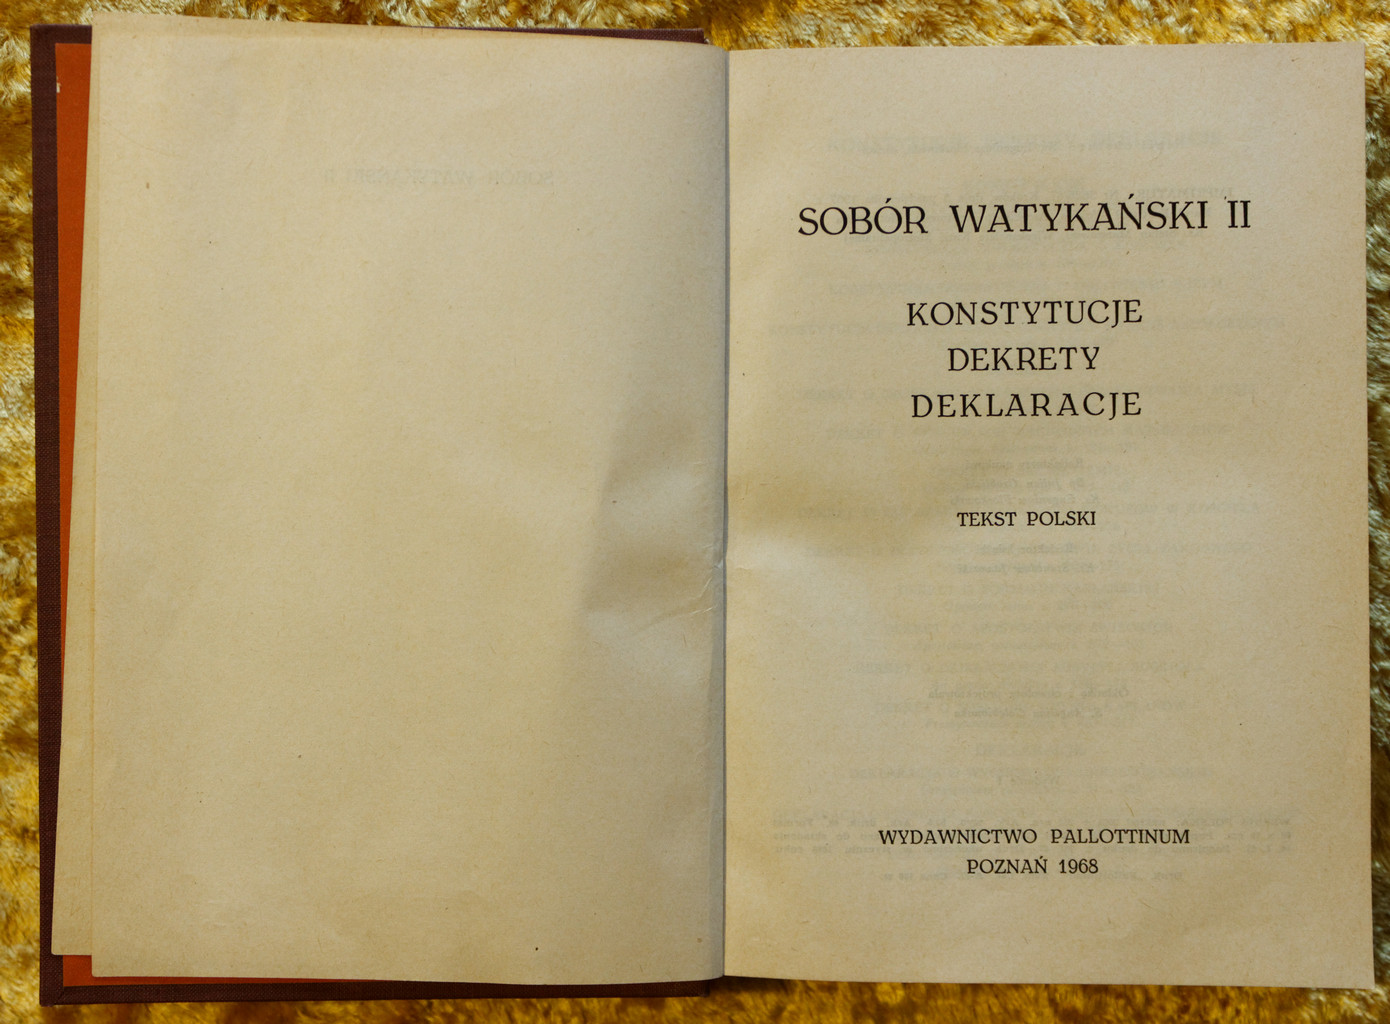 SOBÓR WATYKAŃSKI II
KONSTYTUCJE
DEKRETY
DEKLARACJE
TEKST POLSKI
WYDAWNICTWO PALLOTTINUM
POZNAŃ 1968